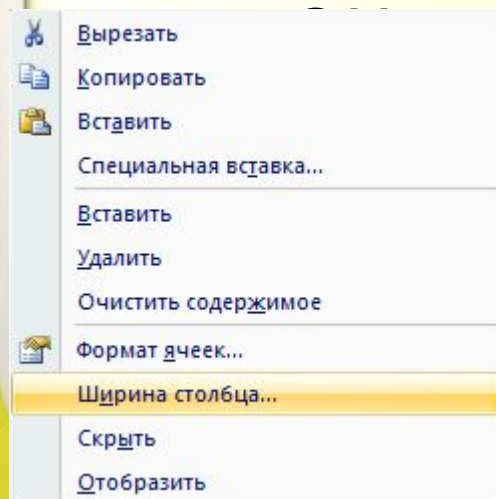 Вырезать
Копировать
Вставить
Специальная вставка...
Вставить
Удалить
Очистить содержимое
Формат ячеек...
Ширина столбца...
Скрыть
Отобразить